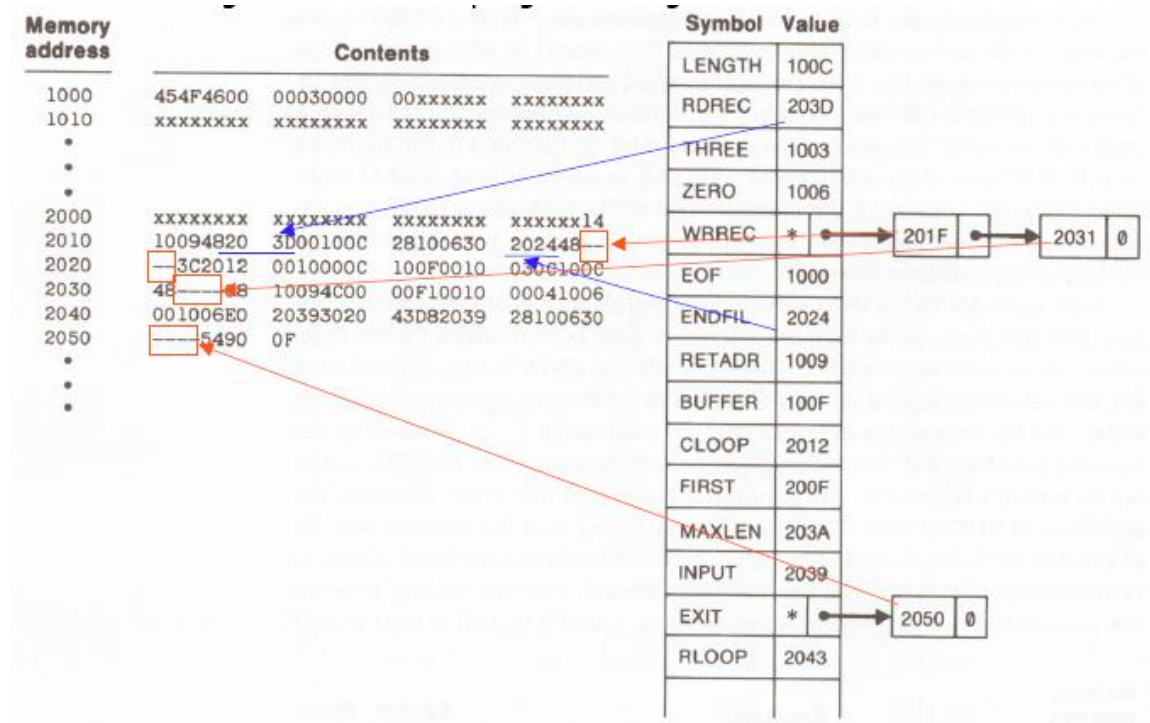 Memory
address Contents
1000 454F4600 00030000 00xxxxxx xxxxxxxx
1010 xxxxxxxx xxxxxxxx xxxxxxxx xxxxxxxx
2000 xxxxxxxx xxxxxxxx xxxxxxxx xxxxxx14
2010 10094820 3D00100C 28100630 202448--
2020 --3C2012 0010000C 100F0010 030C100C
2030 48----48 10094C00 00F10010 00041006
2040 001006E0 20393020 43D82039 28100630
2050 ----5490 0F
Symbol Value
LENGTH 100C
RDREC 203D
THREE 1003
ZERO 1006
WRREC * 201F 2031 0
EOF 1000
ENDFIL 2024
RETADR 1009
BUFFER 100F
CLOOP 2012
FIRST 200F
MAXLEN 203A
INPUT 2039
EXIT * 2050 0
RLOOP 2043